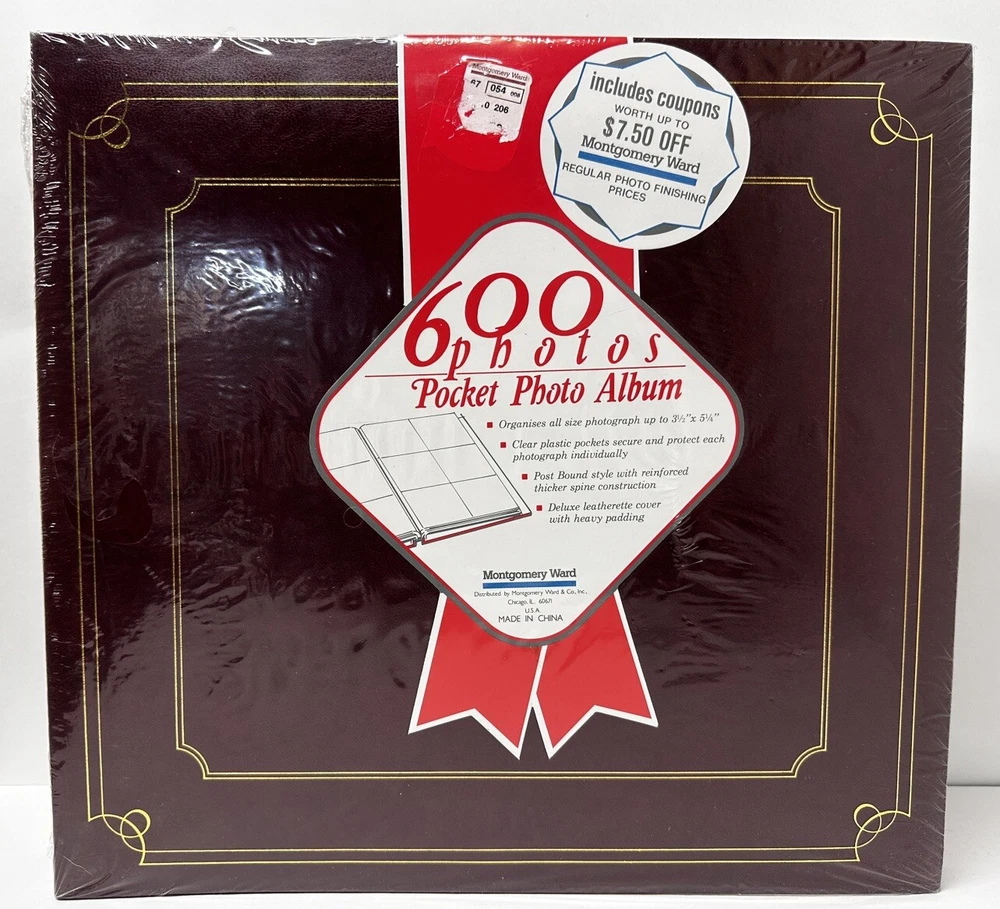 Montgomery Ward
87 054 008
.0 206
includes coupons
WORTH UP TO
$7.50 OFF
Montgomery Ward
REGULAR PHOTO FINISHING
PRICES
600
photos
Pocket Photo Album
■ Organises all size photograph up to 3½"x 5¼"
■ Clear plastic pockets secure and protect each
photograph individually
■ Post Bound style with reinforced
thicker spine construction
■ Deluxe leatherette cover
with heavy padding
Montgomery Ward
Distributed by Montgomery Ward & Co., Inc.,
Chicago, IL. 60671
U.S.A.
MADE IN CHINA